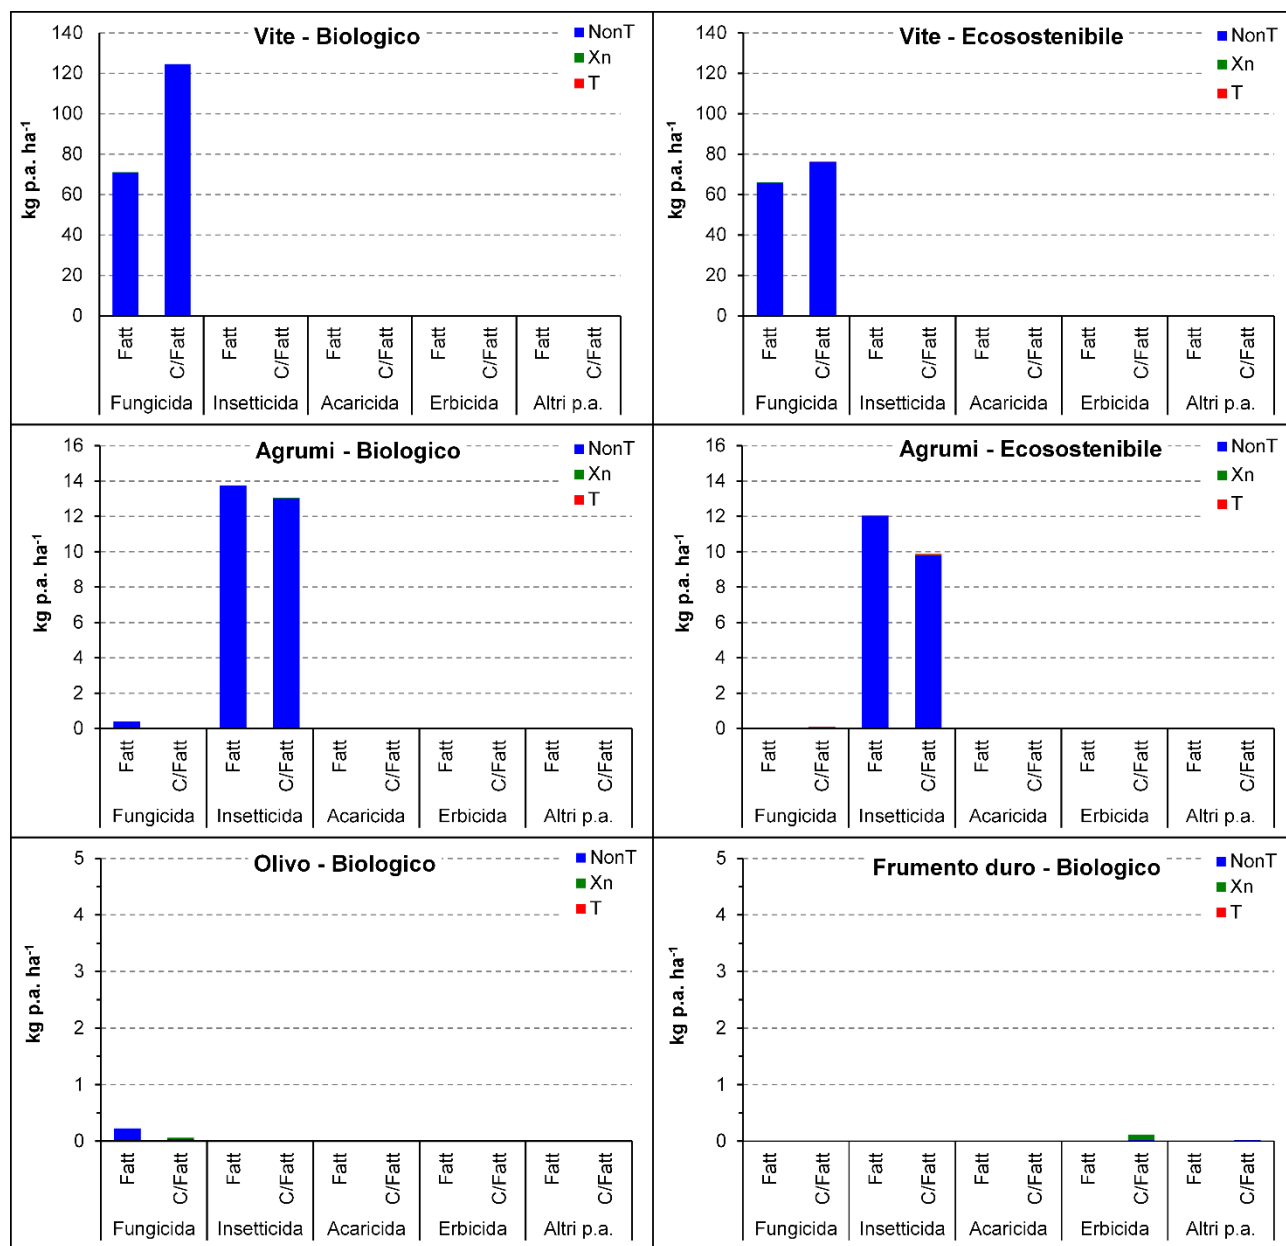 Vite - Biologico
NonT
Xn
T
kg p.a. ha-1
140
120
100
80
60
40
20
0
Fatt C/Fatt Fatt C/Fatt Fatt C/Fatt Fatt C/Fatt Fatt C/Fatt
Fungicida Insetticida Acaricida Erbicida Altri p.a.
Vite - Ecosostenibile
NonT
Xn
T
kg p.a. ha-1
140
120
100
80
60
40
20
0
Fatt C/Fatt Fatt C/Fatt Fatt C/Fatt Fatt C/Fatt Fatt C/Fatt
Fungicida Insetticida Acaricida Erbicida Altri p.a.
Agrumi - Biologico
NonT
Xn
T
kg p.a. ha-1
16
14
12
10
8
6
4
2
0
Fatt C/Fatt Fatt C/Fatt Fatt C/Fatt Fatt C/Fatt Fatt C/Fatt
Fungicida Insetticida Acaricida Erbicida Altri p.a.
Agrumi - Ecosostenibile
NonT
Xn
T
kg p.a. ha-1
16
14
12
10
8
6
4
2
0
Fatt C/Fatt Fatt C/Fatt Fatt C/Fatt Fatt C/Fatt Fatt C/Fatt
Fungicida Insetticida Acaricida Erbicida Altri p.a.
Olivo - Biologico
NonT
Xn
T
kg p.a. ha-1
5
4
3
2
1
0
Fatt C/Fatt Fatt C/Fatt Fatt C/Fatt Fatt C/Fatt Fatt C/Fatt
Fungicida Insetticida Acaricida Erbicida Altri p.a.
Frumento duro - Biologico
NonT
Xn
T
kg p.a. ha-1
5
4
3
2
1
0
Fatt C/Fatt Fatt C/Fatt Fatt C/Fatt Fatt C/Fatt Fatt C/Fatt
Fungicida Insetticida Acaricida Erbicida Altri p.a.